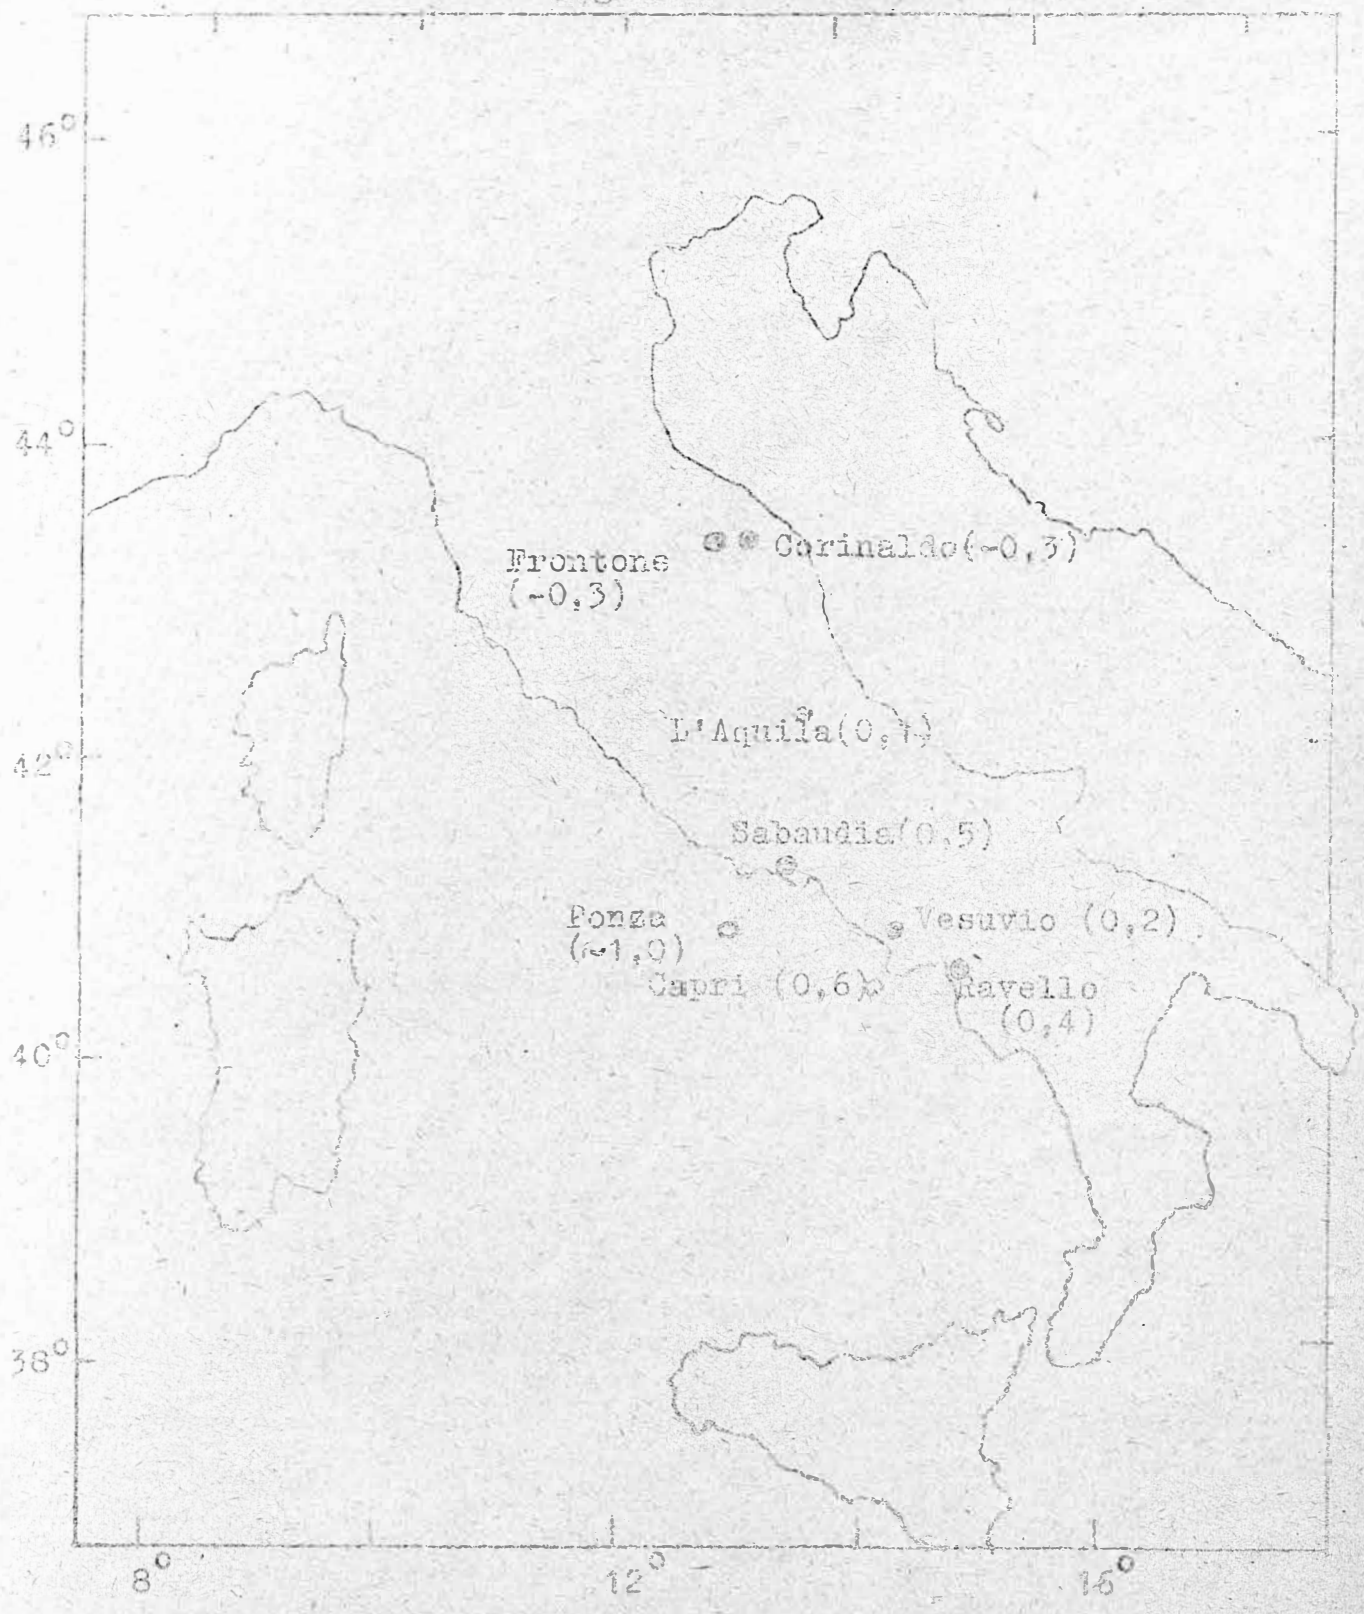 46°
44°
Frontone
(-0,3)
Corinaldo(-0,3)
L'Aquila
42°
Sabaudia(0,5)
Ponza
(~1,0)
Vesuvio (0,2)
Capri (0,6)
Ravello
(0,4)
40°
38°
8°
12°
16°